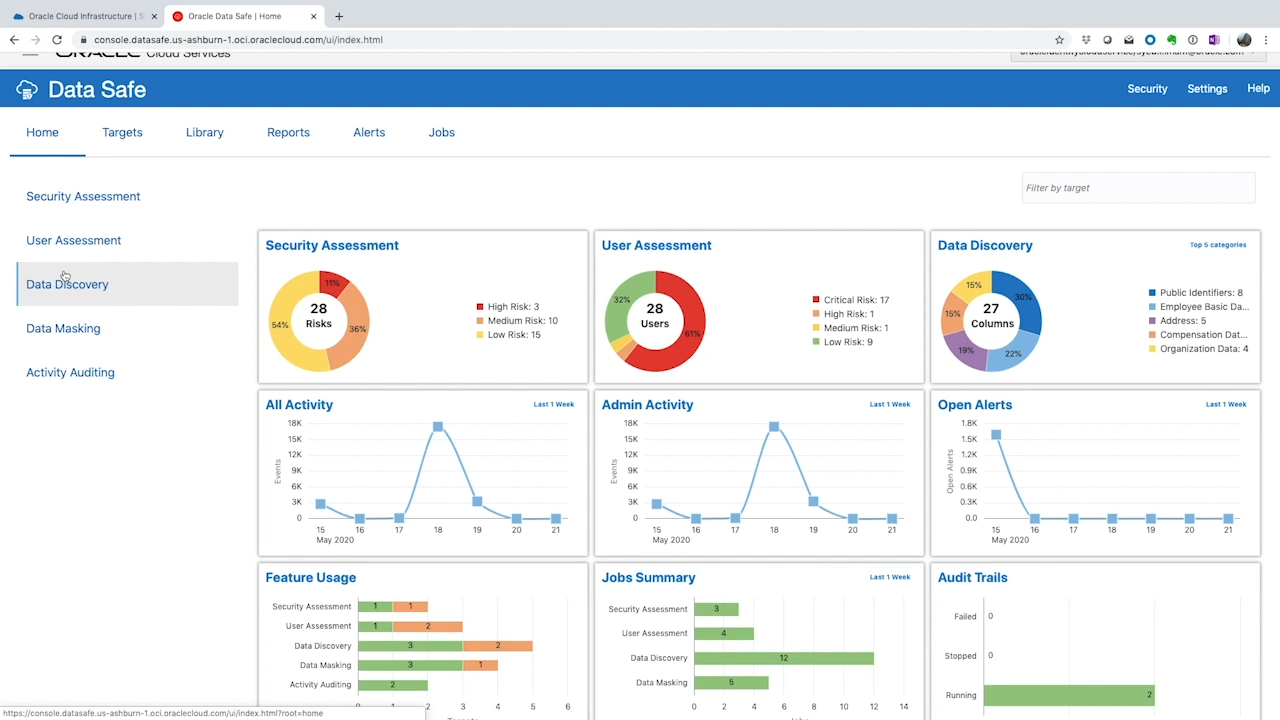 Oracle Cloud Infrastructure | S
Oracle Data Safe | Home
console.datasafe.us-ashburn-1.oci.oraclecloud.com/ui/index.html
ORACLE Cloud Services
Data Safe
Security
Settings
Help
Home
Targets
Library
Reports
Alerts
Jobs
Filter by target
Security Assessment
User Assessment
Data Discovery
Data Masking
Activity Auditing
Security Assessment
11%
36%
54%
28
Risks
High Risk: 3
Medium Risk: 10
Low Risk: 15
User Assessment
32%
61%
28
Users
Critical Risk: 17
High Risk: 1
Medium Risk: 1
Low Risk: 9
Data Discovery
Top 5 categories
15%
30%
15%
19%
22%
27
Columns
Public Identifiers: 8
Employee Basic Da...
Address: 5
Compensation Dat...
Organization Data: 4
All Activity
Last 1 Week
Events
18K
15K
12K
9K
6K
3K
0
15 16 17 18 19 20 21
May 2020
Admin Activity
Last 1 Week
Events
18K
15K
12K
9K
6K
3K
0
15 16 17 18 19 20 21
May 2020
Open Alerts
Last 1 Week
Open Alerts
1.8K
1.5K
1.2K
0.9K
0.6K
0.3K
0.0
15 16 17 18 19 20 21
May 2020
Feature Usage
Security Assessment 1 1
User Assessment 1 2
Data Discovery 3 2
Data Masking 3 1
Activity Auditing 2
0 1 2 3 4 5 6
Jobs Summary
Last 1 Week
Security Assessment 3
User Assessment 4
Data Discovery 12
Data Masking 5
0 2 4 6 8 10 12 14
Audit Trails
Failed 0
Stopped 0
Running 2
https://console.datasafe.us-ashburn-1.oci.oraclecloud.com/ui/index.html?root=home